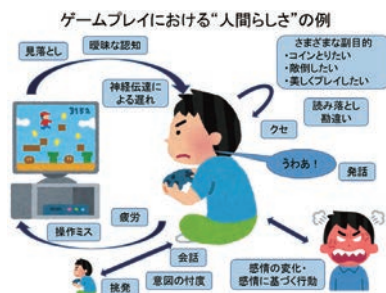 ゲームプレイにおける“人間らしさ”の例
見落とし
曖昧な認知
さまざまな副目的
・コインとりたい
・敵倒したい
・美しくプレイしたい
神経伝達に
よる遅れ
読み落とし
勘違い
クセ
うわあ！
発話
疲労
操作ミス
会話
挑発
意図の忖度
感情の変化・
感情に基づく行動